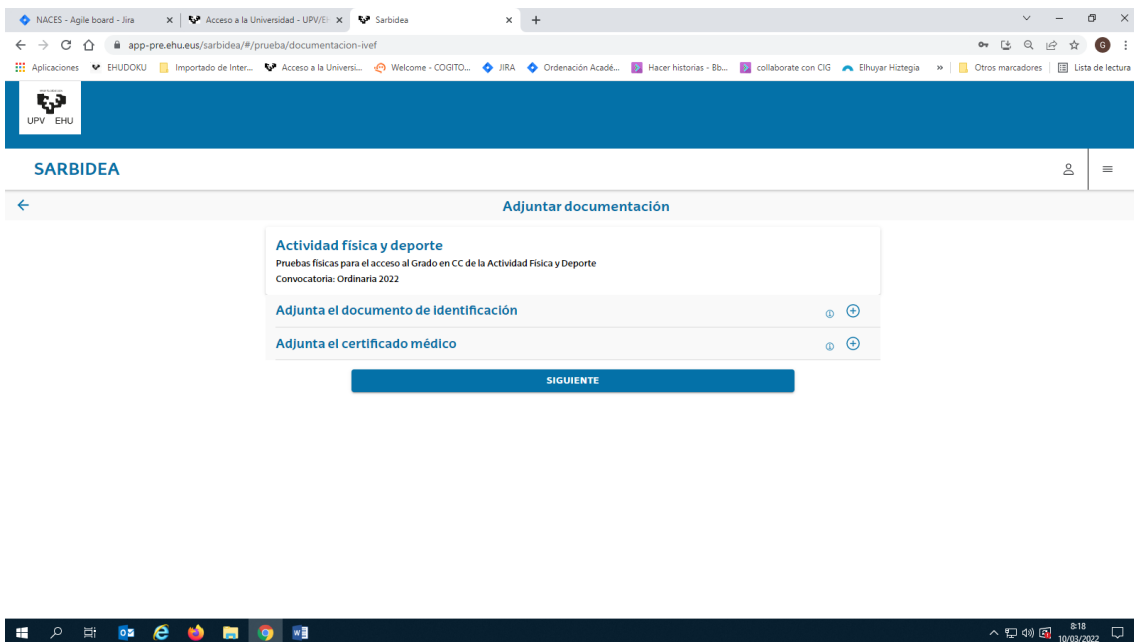 NACES - Agile board - Jira
Acceso a la Universidad - UPV/EH
Sarbidea
app-pre.ehu.eus/sarbidea/#/prueba/documentacion-ivef
G
Aplicaciones
EHUDOKU
Importado de Inter...
Acceso a la Universi...
Welcome - COGITO...
JIRA
Ordenación Acadé...
Hacer historias - Bb...
collaborate con CIG
Elhuyar Hiztegia
»
Otros marcadores
Lista de lectura
UPV EHU
SARBIDEA
Adjuntar documentación
Actividad física y deporte
Pruebas físicas para el acceso al Grado en CC de la Actividad Física y Deporte
Convocatoria: Ordinaria 2022
Adjunta el documento de identificación
Adjunta el certificado médico
SIGUIENTE
8:18
10/03/2022